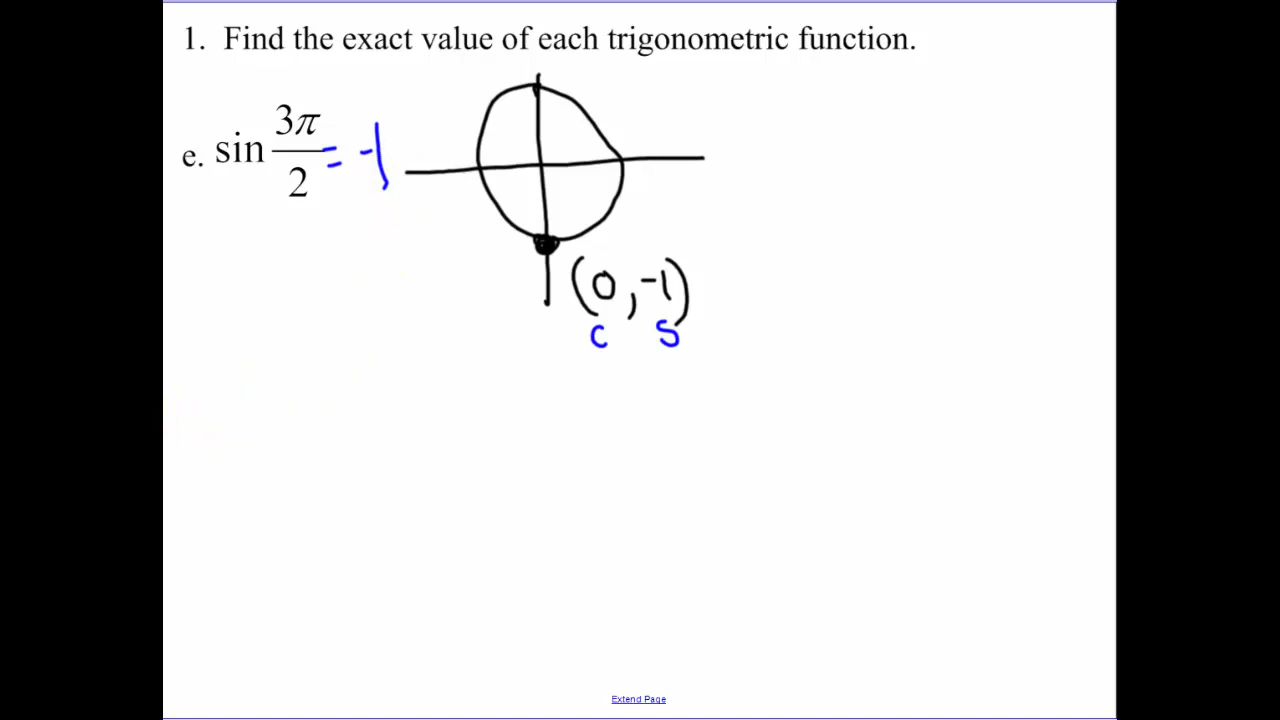 1. Find the exact value of each trigonometric function.
e. sin 3π/2 = -1
(0, -1)
c s
Extend Page